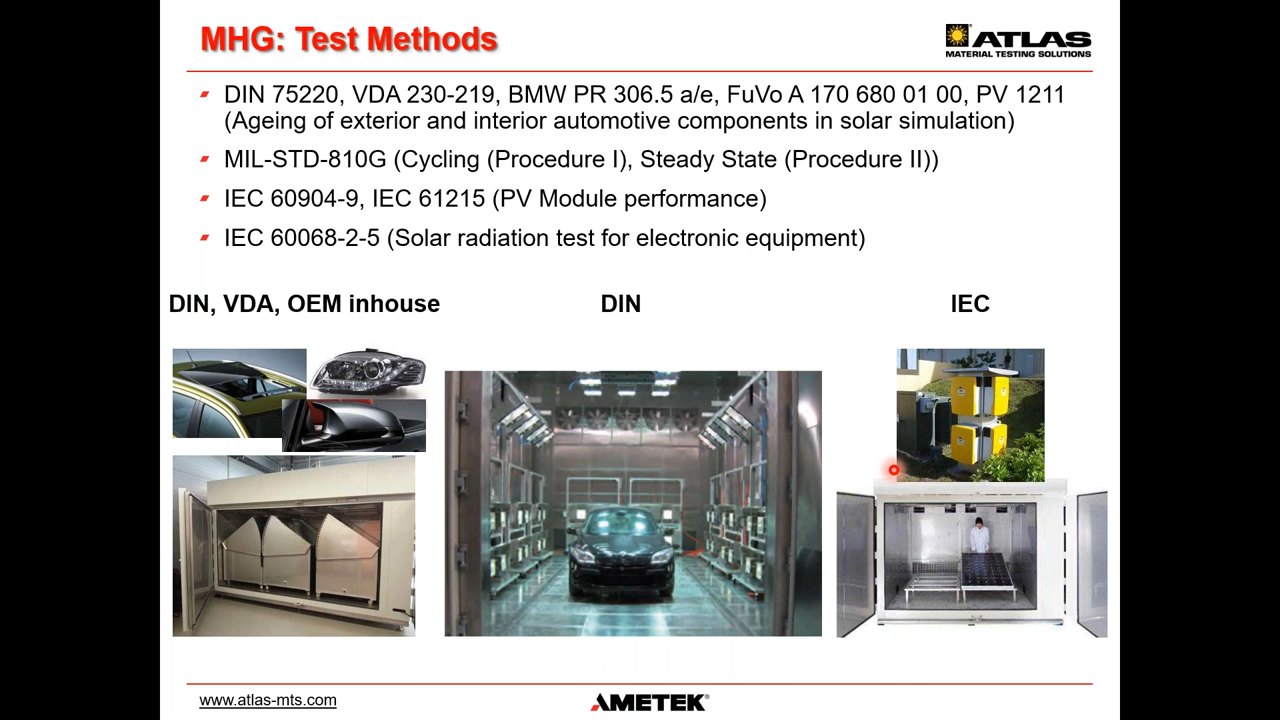 MHG: Test Methods
ATLAS
MATERIAL TESTING SOLUTIONS
DIN 75220, VDA 230-219, BMW PR 306.5 a/e, FuVo A 170 680 01 00, PV 1211
(Ageing of exterior and interior automotive components in solar simulation)
MIL-STD-810G (Cycling (Procedure I), Steady State (Procedure II))
IEC 60904-9, IEC 61215 (PV Module performance)
IEC 60068-2-5 (Solar radiation test for electronic equipment)
DIN, VDA, OEM inhouse
DIN
IEC
www.atlas-mts.com
AMETEK®